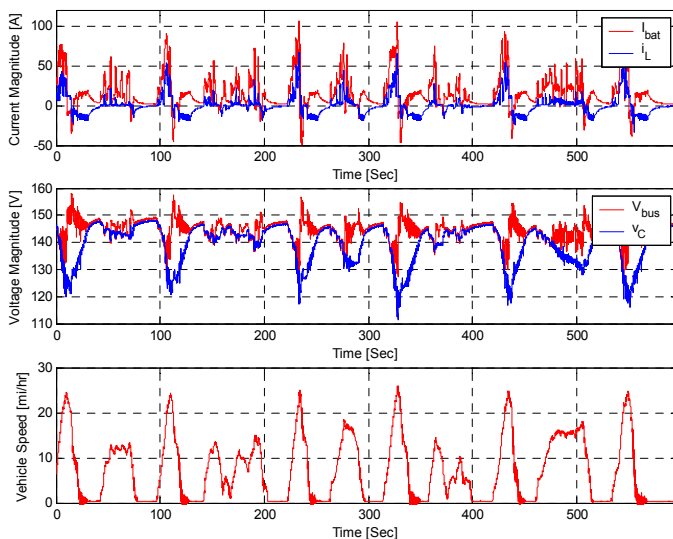 120
100
50
0
-50
Current Magnitude [A]
I_bat
i_L
0 100 200 300 400 500
Time [Sec]
160
150
140
130
120
110
Voltage Magnitude [V]
V_bus
v_C
0 100 200 300 400 500
Time [Sec]
30
20
10
0
Vehicle Speed [mi/hr]
0 100 200 300 400 500
Time [Sec]